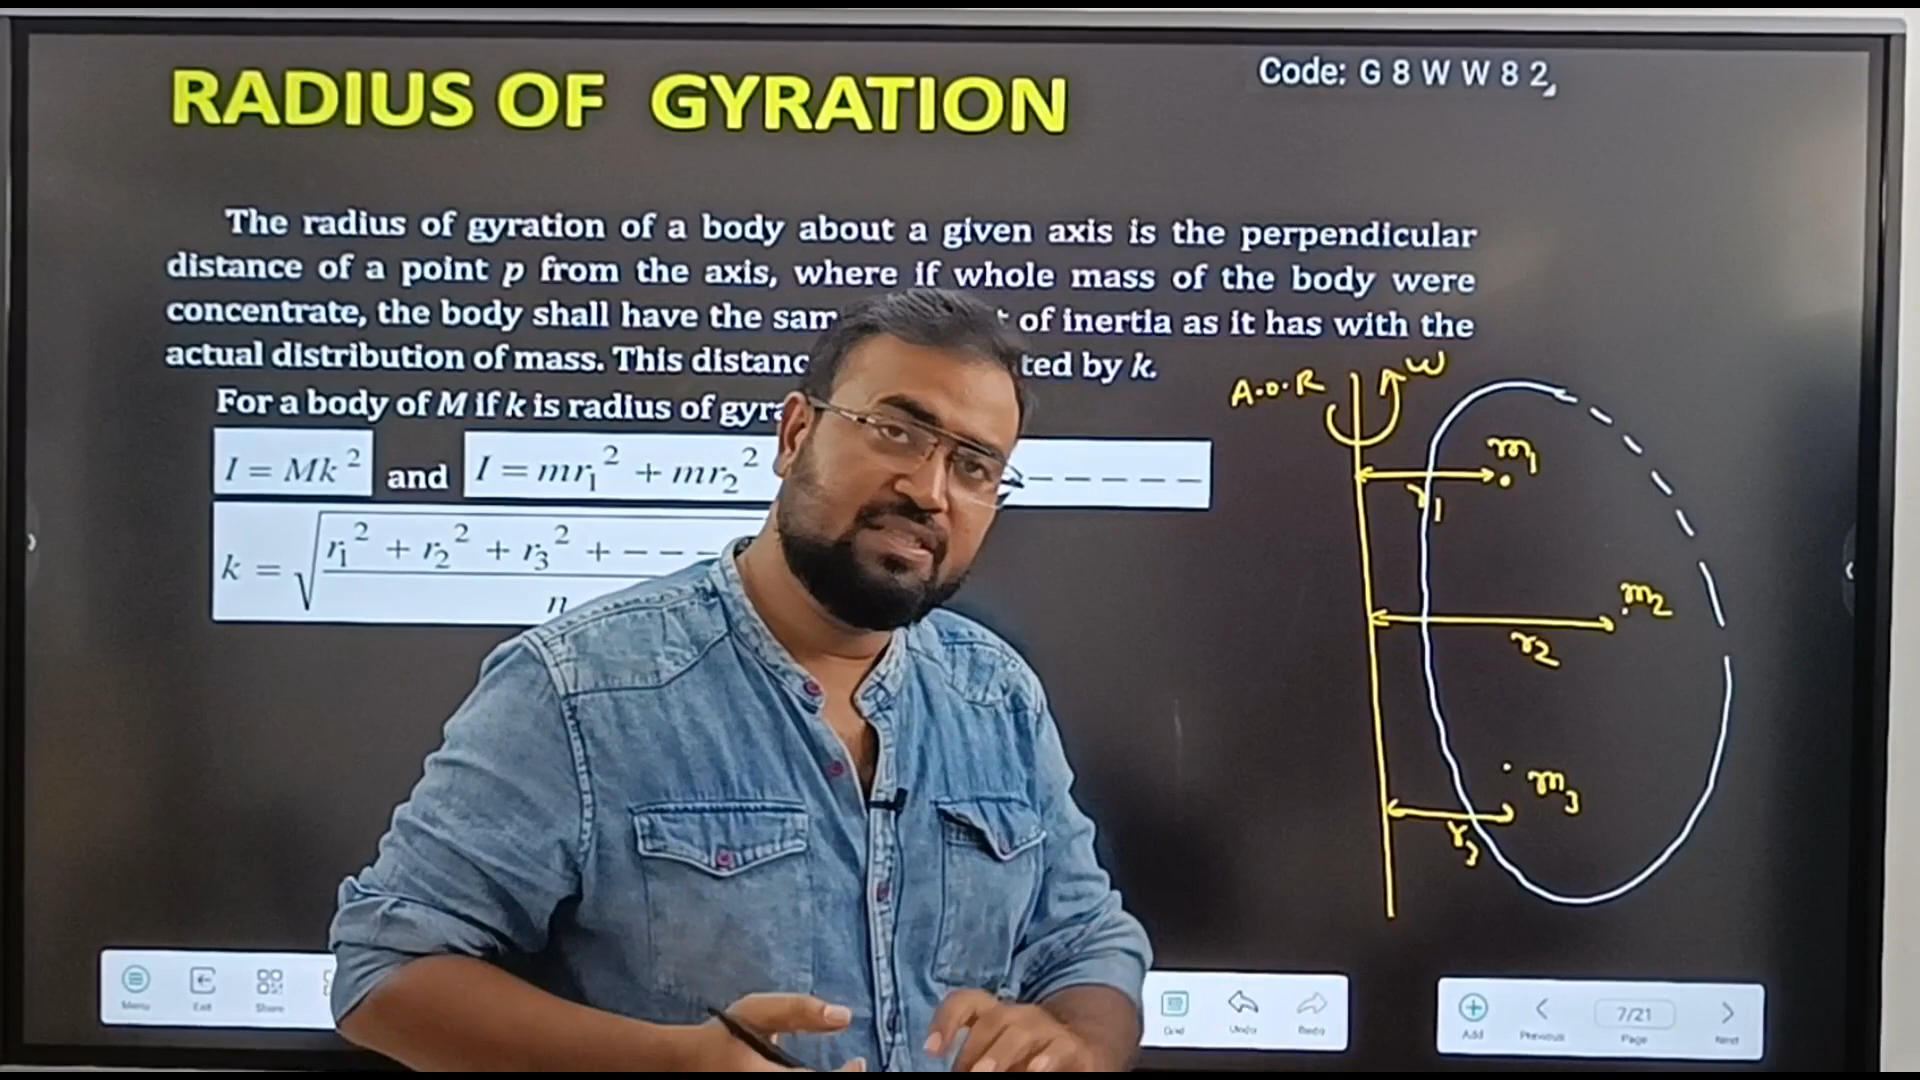 Code: G 8 W W 8 2
RADIUS OF GYRATION
The radius of gyration of a body about a given axis is the perpendicular
distance of a point p from the axis, where if whole mass of the body were
concentrate, the body shall have the sam of inertia as it has with the
actual distribution of mass. This distanc ted by k.
For a body of M if k is radius of gyra
I = Mk² and I = mr₁² + mr₂² – – – – – –
k = √(r₁² + r₂² + r₃² + – – – / n
A.O.R ω
m₁
r₁
m₂
r₂
m₃
r₃
Menu Exit Share Grid Undo Redo Add Previous 7/21 Page Next